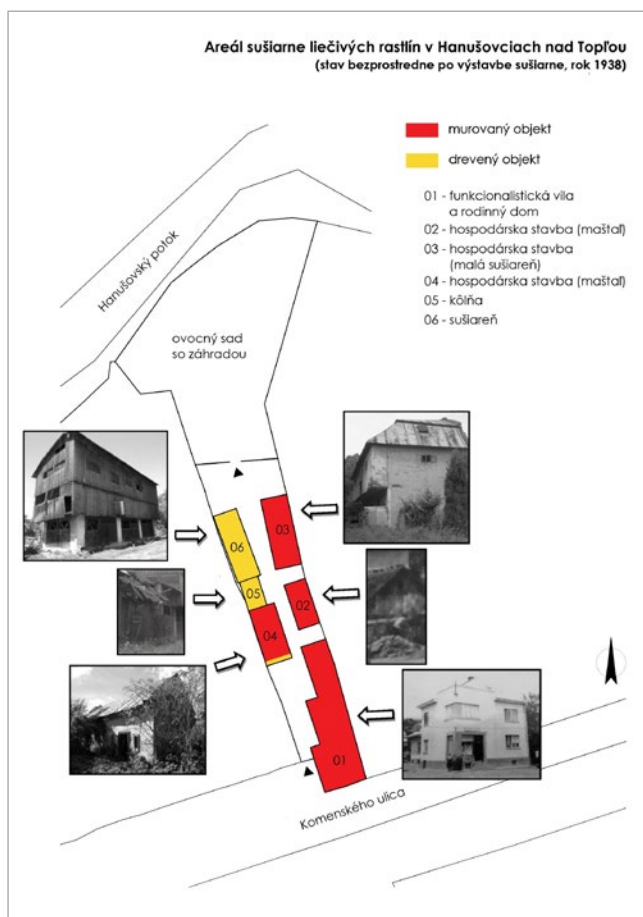 Areál sušiarne liečivých rastlín v Hanušovciach nad Topľou
(stav bezprostredne po výstavbe sušiarne, rok 1938)
murovaný objekt
drevený objekt
01 - funkcionalistická vila
a rodinný dom
02 - hospodárska stavba (maštaľ)
03 - hospodárska stavba
(malá sušiareň)
04 - hospodárska stavba (maštaľ)
05 - kôlňa
06 - sušiareň
Hanušovský potok
ovocný sad
so záhradou
03
06
05
02
04
01
Komenského ulica